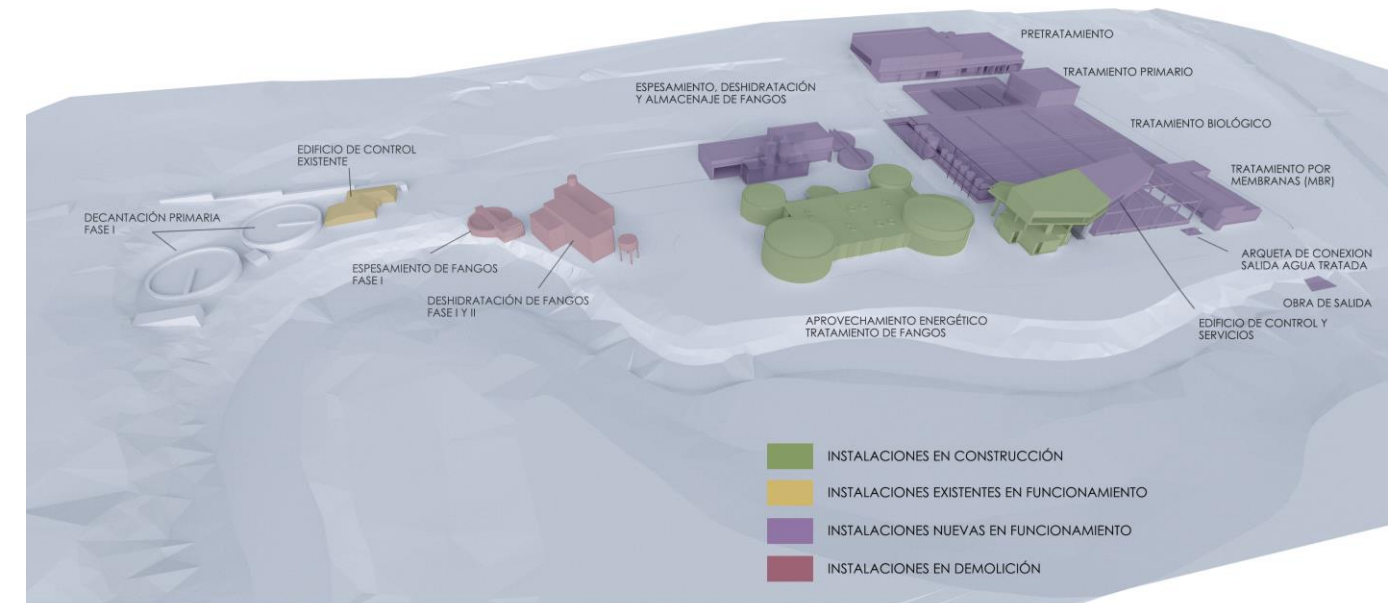 PRETRATAMIENTO
TRATAMIENTO PRIMARIO
ESPESAMIENTO, DESHIDRATACIÓN
Y ALMACENAJE DE FANGOS
TRATAMIENTO BIOLÓGICO
EDIFICIO DE CONTROL
EXISTENTE
TRATAMIENTO POR
MEMBRANAS (MBR)
DECANTACIÓN PRIMARIA
FASE I
ESPESAMIENTO DE FANGOS
FASE I
ARQUETA DE CONEXION
SALIDA AGUA TRATADA
DESHIDRATACIÓN DE FANGOS
FASE I Y II
OBRA DE SALIDA
APROVECHAMIENTO ENERGÉTICO
TRATAMIENTO DE FANGOS
EDIFICIO DE CONTROL Y
SERVICIOS
INSTALACIONES EN CONSTRUCCIÓN
INSTALACIONES EXISTENTES EN FUNCIONAMIENTO
INSTALACIONES NUEVAS EN FUNCIONAMIENTO
INSTALACIONES EN DEMOLICIÓN